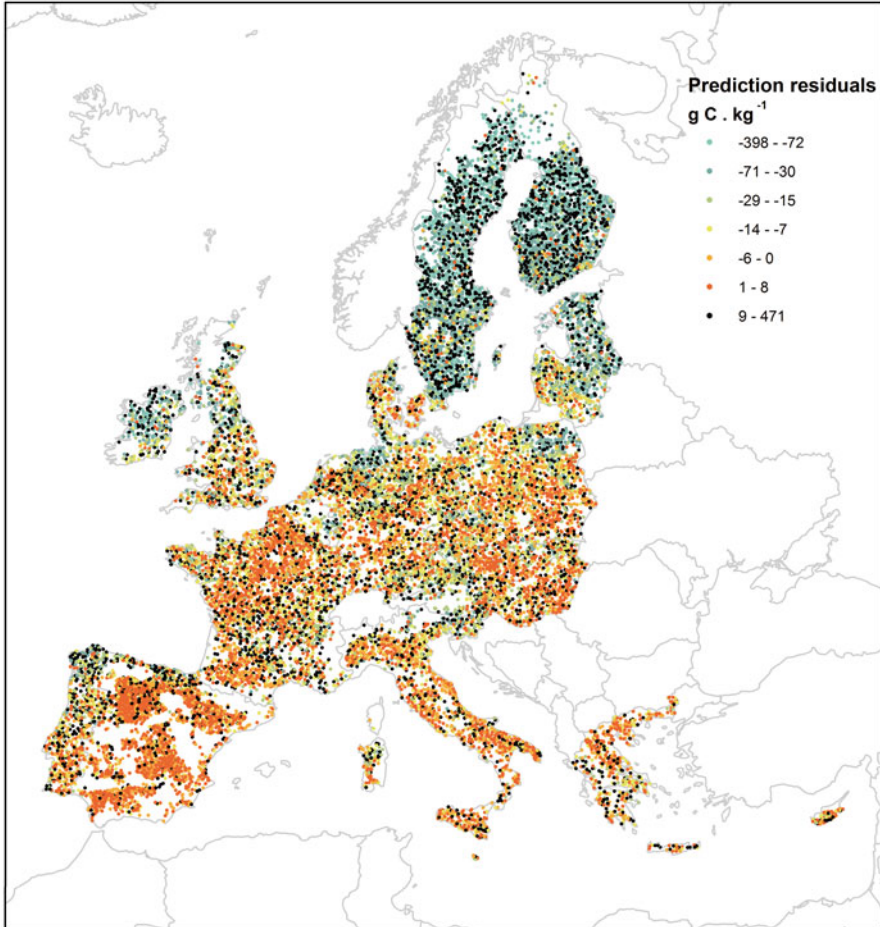 Prediction residuals
g C . kg⁻¹
-398 - -72
-71 - -30
-29 - -15
-14 - -7
-6 - 0
1 - 8
9 - 471